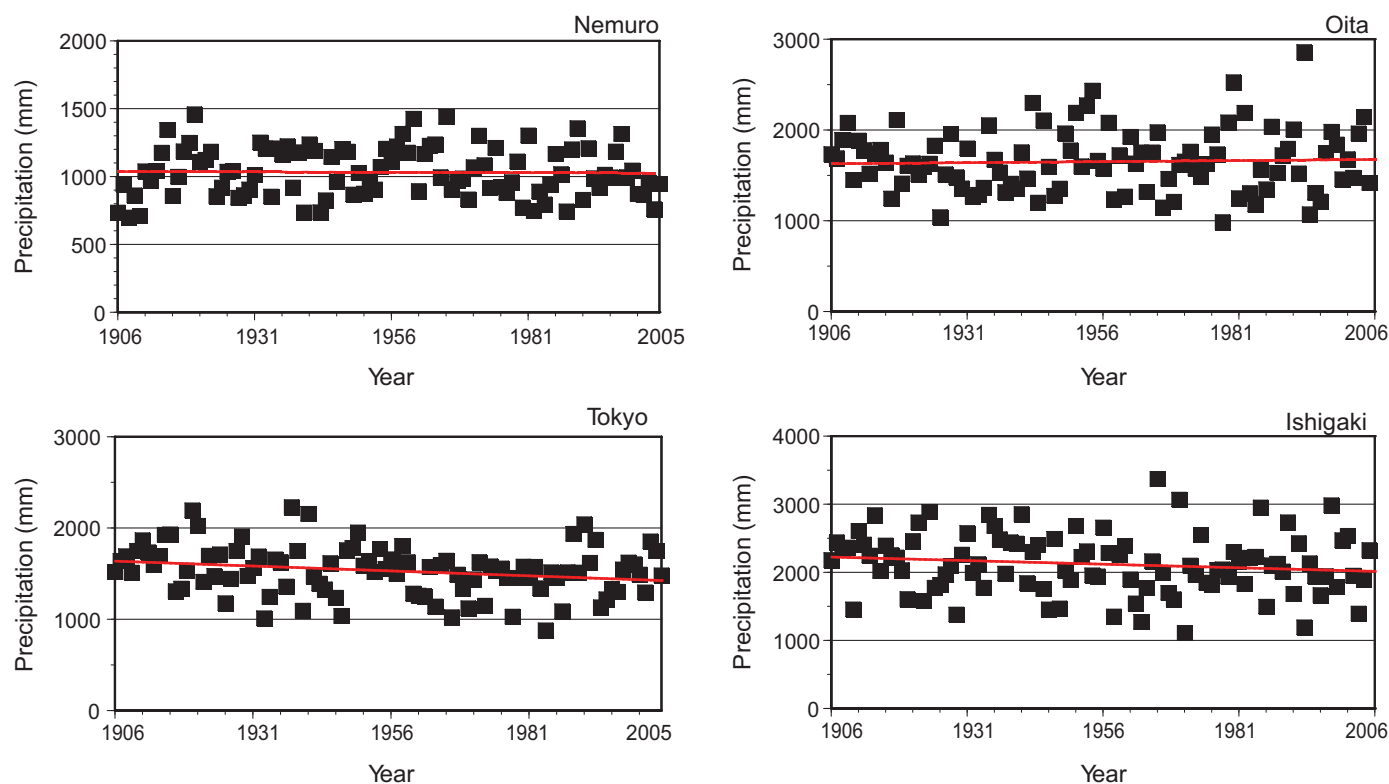 Nemuro
Precipitation (mm)
2000
1500
1000
500
0
1906 1931 1956 1981 2005
Year
Oita
Precipitation (mm)
3000
2000
1000
0
1906 1931 1956 1981 2006
Year
Tokyo
Precipitation (mm)
3000
2000
1000
0
1906 1931 1956 1981 2005
Year
Ishigaki
Precipitation (mm)
4000
3000
2000
1000
0
1906 1931 1956 1981 2006
Year